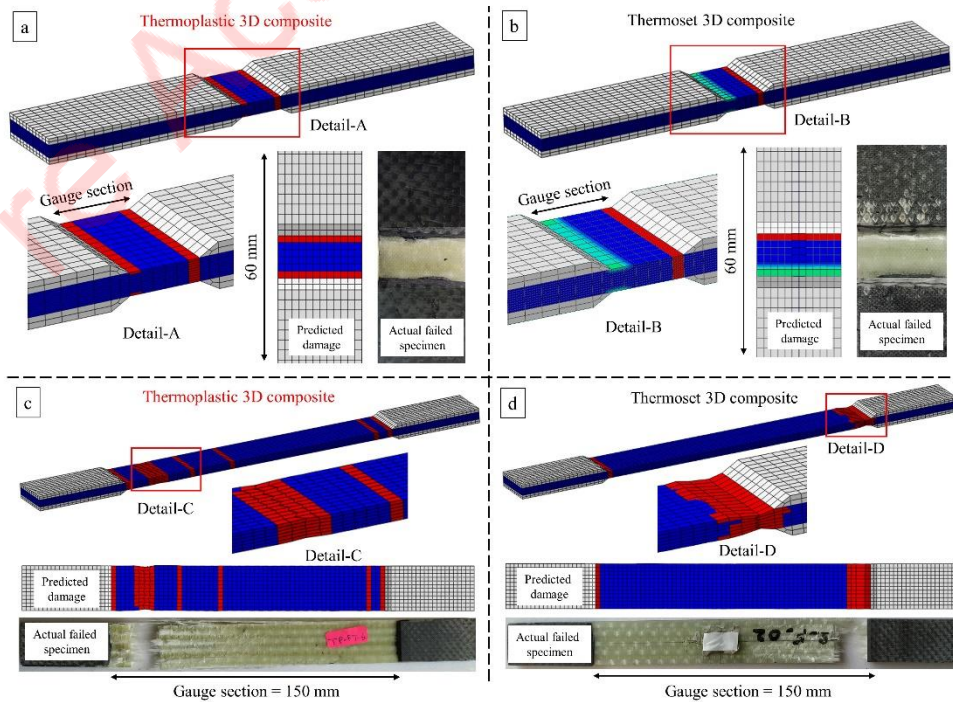 a
Thermoplastic 3D composite
Detail-A
Gauge section
60 mm
Detail-A
Predicted
damage
Actual failed
specimen
b
Thermoset 3D composite
Detail-B
Gauge section
60 mm
Detail-B
Predicted
damage
Actual failed
specimen
c
Thermoplastic 3D composite
Detail-C
Detail-C
Predicted
damage
Actual failed
specimen
Gauge section = 150 mm
d
Thermoset 3D composite
Detail-D
Detail-D
Predicted
damage
Actual failed
specimen
Gauge section = 150 mm